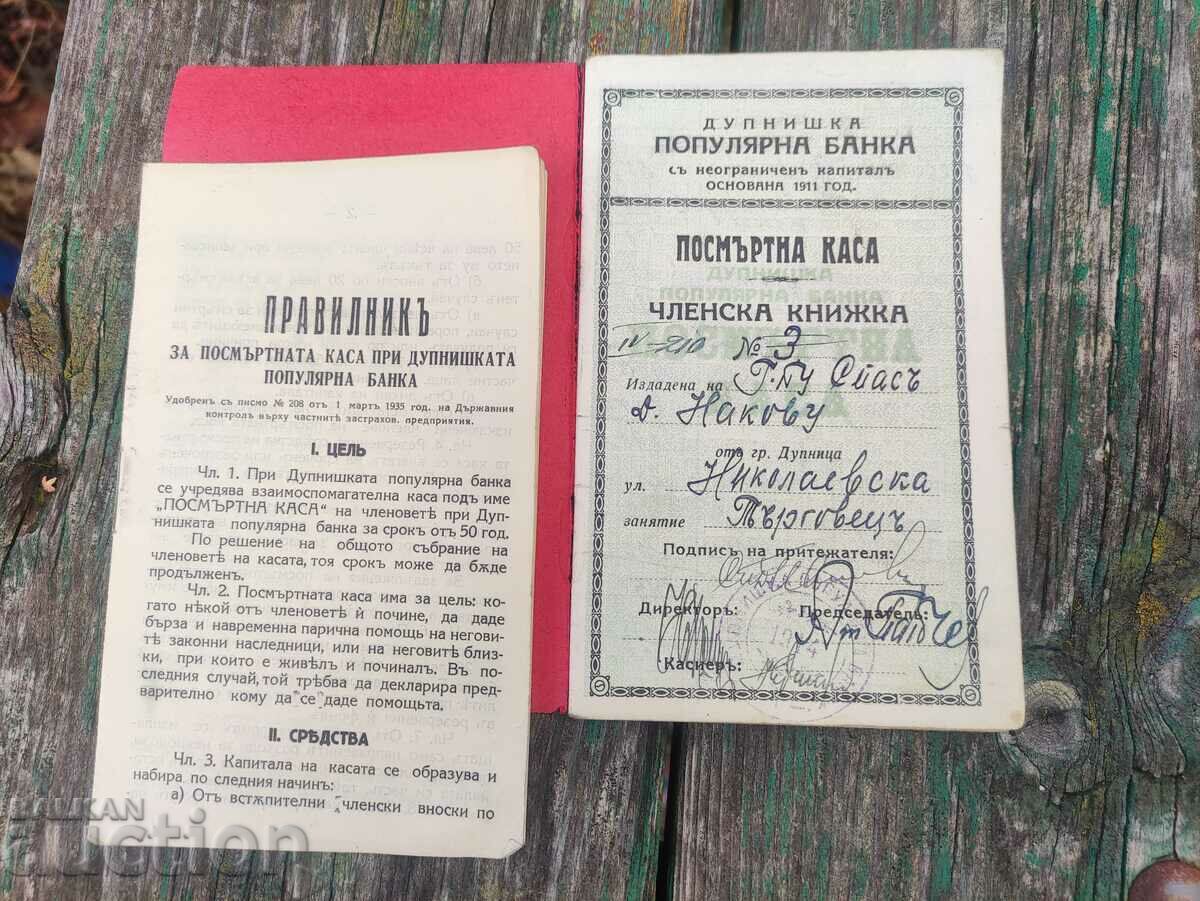 ПРАВИЛНИКЪ
ЗА ПОСМЪРТНАТА КАСА ПРИ ДУПНИШКАТА
ПОПУЛЯРНА БАНКА
Удобренъ съ писмо № 208 отъ 1 мартъ 1935 год. на Държавния
контролъ върху частнитѣ застрахов. предприятия.
I. ЦЕЛЬ
Чл. 1. При Дупнишката популярна банка
се учредява взаимоспомагателна каса подъ име
„ПОСМЪРТНА КАСА“ на членоветѣ при Дуп-
нишката популярна банка за срокъ отъ 50 год.
По решение на общото събрание на
членоветѣ на касата, тоя срокъ може да бѫде
продълженъ.
Чл. 2. Посмъртната каса има за цель: ко-
гато нѣкой отъ членоветѣ ѝ почине, да даде
бърза и навременна парична помощь на негови-
тѣ законни наследници, или на неговитѣ близ-
ки, при които е живѣлъ и починалъ. Въ по-
следния случай, той трѣбва да декларира пред-
варително кому да се даде помощьта.
II. СРѢДСТВА
Чл. 3. Капитала на касата се образува и
набира по следния начинъ:
а) Отъ встѫпителни членски вноски по
ДУПНИШКА
ПОПУЛЯРНА БАНКА
съ неограниченъ капиталъ
ОСНОВАНА 1911 ГОД.
ПОСМЪРТНА КАСА
ЧЛЕНСКА КНИЖКА
IV-210 № 3
Издадена на Г-ну Спасъ
Д. Накову
отъ гр. Дупница
ул. Николаевска
занятие Търговецъ
Подпись на притежателя:
Директоръ: Председатель:
Касиеръ:
BALKAN
auction